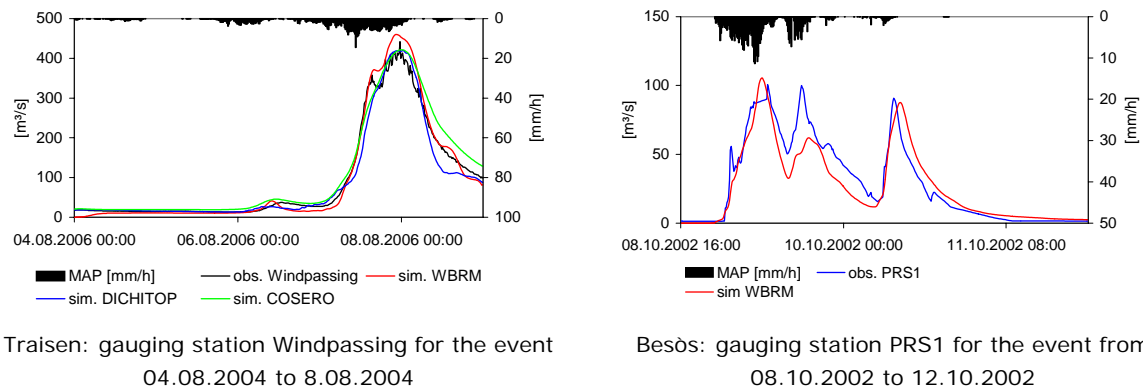 500
400
300
200
100
0
[m³/s]
0
20
40
60
80
100
[mm/h]
04.08.2006 00:00
06.08.2006 00:00
08.08.2006 00:00
MAP [mm/h]
obs. Windpassing
sim. WBRM
sim. DICHITOP
sim. COSERO
Traisen: gauging station Windpassing for the event
04.08.2004 to 8.08.2004
150
100
50
0
[m³/s]
0
10
20
30
40
50
[mm/h]
08.10.2002 16:00
10.10.2002 00:00
11.10.2002 08:00
MAP [mm/h]
obs. PRS1
sim WBRM
Besòs: gauging station PRS1 for the event from
08.10.2002 to 12.10.2002